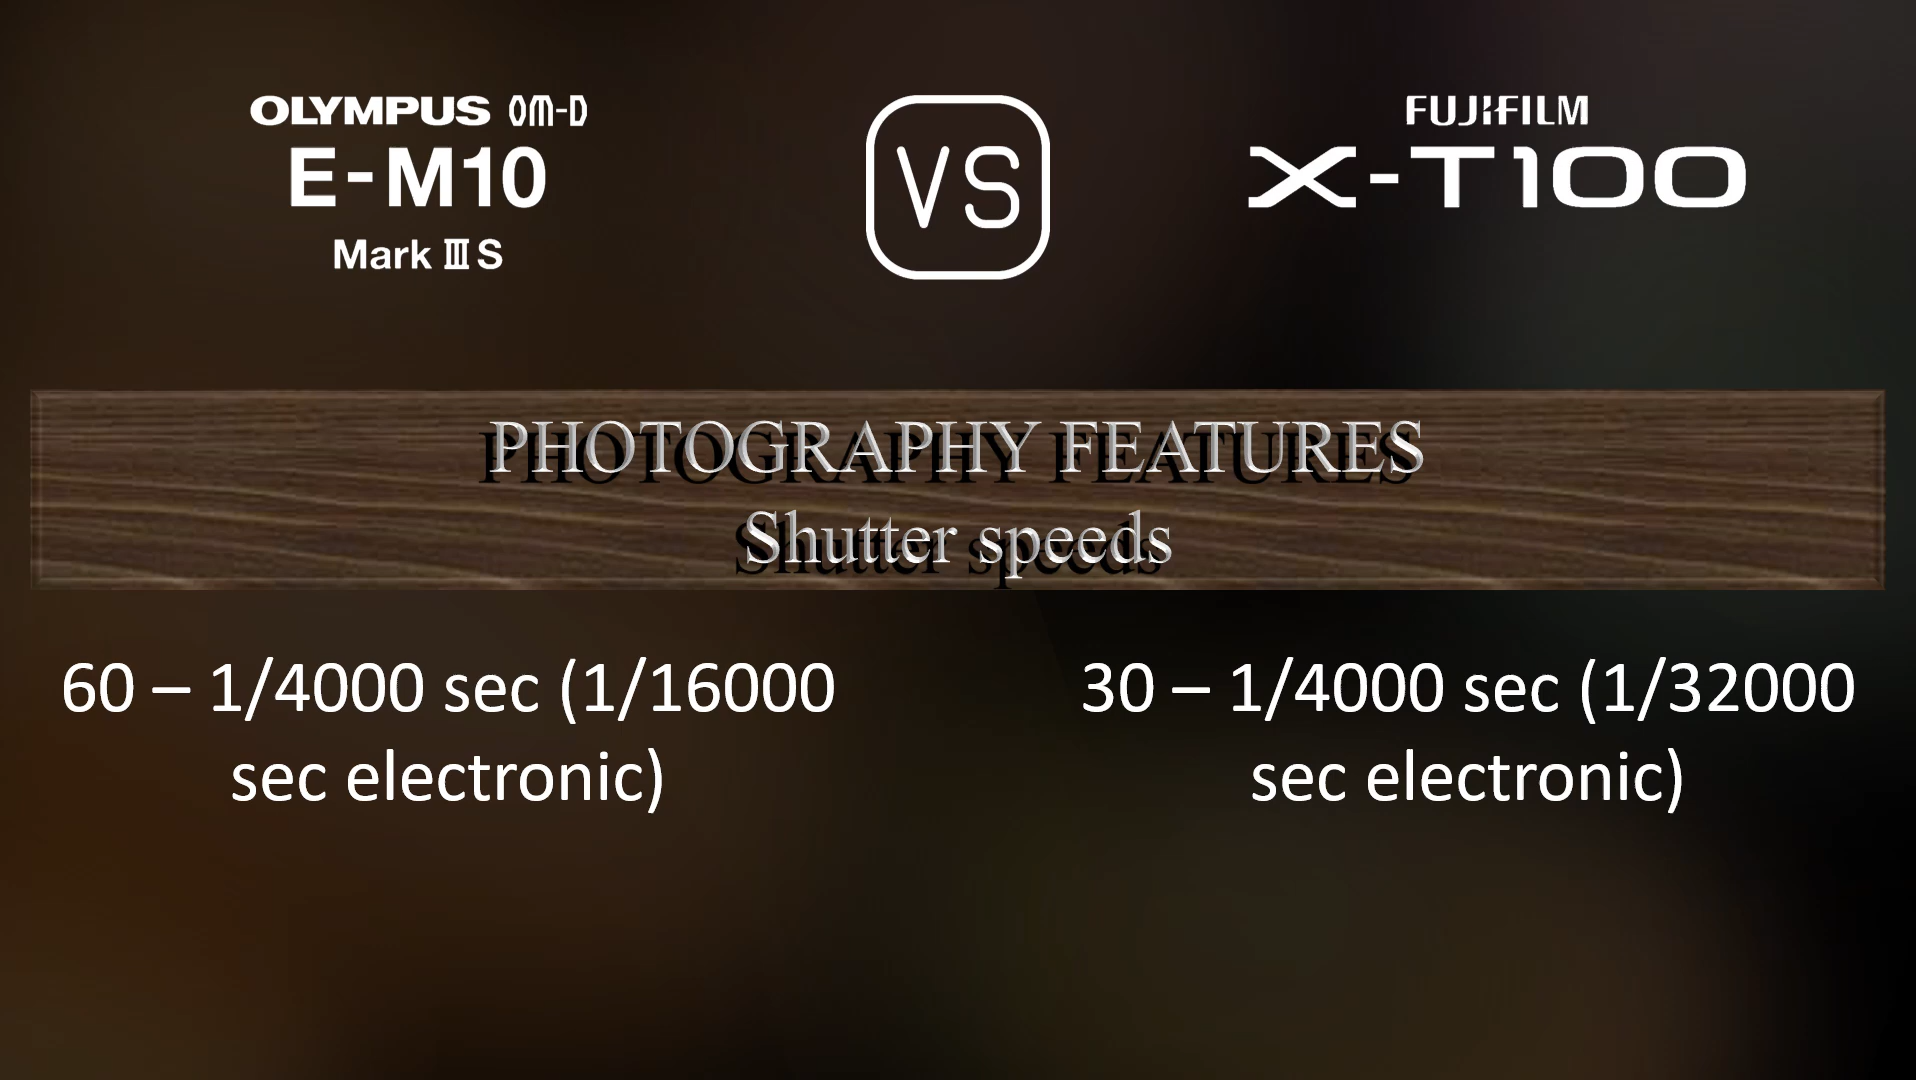 OLYMPUS OM-D
E-M10
Mark III S
VS
FUJIFILM
X-T100
PHOTOGRAPHY FEATURES
Shutter speeds
60 – 1/4000 sec (1/16000
sec electronic)
30 – 1/4000 sec (1/32000
sec electronic)